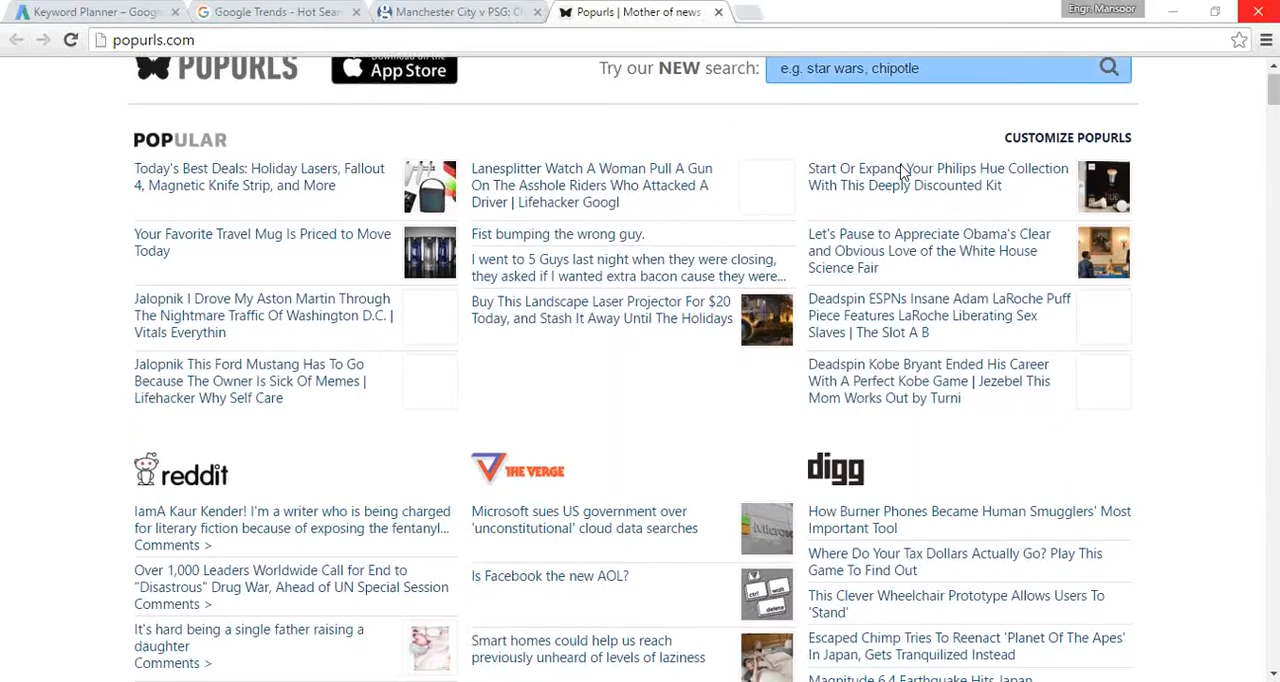 Keyword Planner – Goog
Google Trends - Hot Sear
Manchester City v PSG: C
Popurls | Mother of news
Engr. Mansoor
popurls.com
POPURLS
Download on the
App Store
Try our NEW search:
e.g. star wars, chipotle
POPULAR
CUSTOMIZE POPURLS
Today's Best Deals: Holiday Lasers, Fallout
4, Magnetic Knife Strip, and More
Your Favorite Travel Mug Is Priced to Move
Today
Jalopnik I Drove My Aston Martin Through
The Nightmare Traffic Of Washington D.C. |
Vitals Everythin
Jalopnik This Ford Mustang Has To Go
Because The Owner Is Sick Of Memes |
Lifehacker Why Self Care
Lanesplitter Watch A Woman Pull A Gun
On The Asshole Riders Who Attacked A
Driver | Lifehacker Googl
Fist bumping the wrong guy.
I went to 5 Guys last night when they were closing,
they asked if I wanted extra bacon cause they were...
Buy This Landscape Laser Projector For $20
Today, and Stash It Away Until The Holidays
Start Or Expand Your Philips Hue Collection
With This Deeply Discounted Kit
Let's Pause to Appreciate Obama's Clear
and Obvious Love of the White House
Science Fair
Deadspin ESPNs Insane Adam LaRoche Puff
Piece Features LaRoche Liberating Sex
Slaves | The Slot A B
Deadspin Kobe Bryant Ended His Career
With A Perfect Kobe Game | Jezebel This
Mom Works Out by Turni
reddit
IamA Kaur Kender! I'm a writer who is being charged
for literary fiction because of exposing the fentanyl...
Comments >
Over 1,000 Leaders Worldwide Call for End to
"Disastrous" Drug War, Ahead of UN Special Session
Comments >
It's hard being a single father raising a
daughter
Comments >
THE VERGE
Microsoft sues US government over
'unconstitutional' cloud data searches
Microsoft
Is Facebook the new AOL?
ctrl
alt
delete
Smart homes could help us reach
previously unheard of levels of laziness
digg
How Burner Phones Became Human Smugglers' Most
Important Tool
Where Do Your Tax Dollars Actually Go? Play This
Game To Find Out
This Clever Wheelchair Prototype Allows Users To
'Stand'
Escaped Chimp Tries To Reenact 'Planet Of The Apes'
In Japan, Gets Tranquilized Instead
Magnitude 6.4 Earthquake Hits Japan